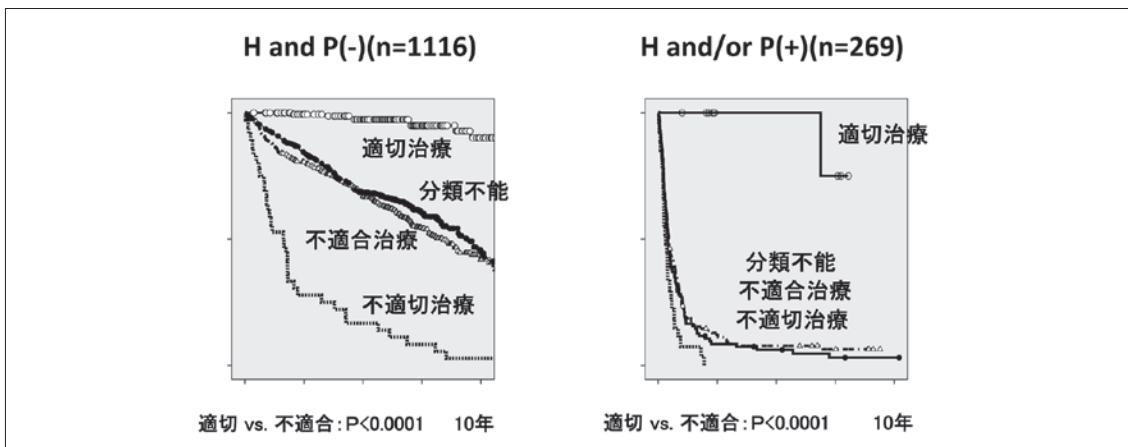 H and P(-)(n=1116)
適切治療
分類不能
不適合治療
不適切治療
適切 vs. 不適合:P<0.0001 10年
H and/or P(+)(n=269)
適切治療
分類不能
不適合治療
不適切治療
適切 vs. 不適合:P<0.0001 10年